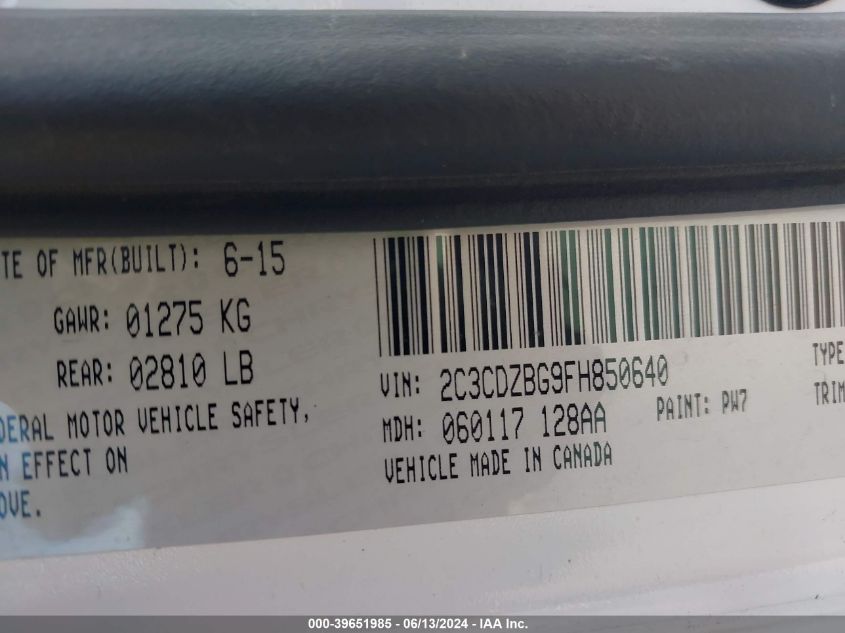 TE OF MFR(BUILT): 6-15
GAWR: 01275 KG
REAR: 02810 LB
DERAL MOTOR VEHICLE SAFETY,
N EFFECT ON
OVE.
VIN: 2C3CDZBG9FH850640
TYPE
MDH: 060117 128AA
PAINT: PW7
TRIM
VEHICLE MADE IN CANADA
000-39651985 / 06/13/2024 - IAA Inc.